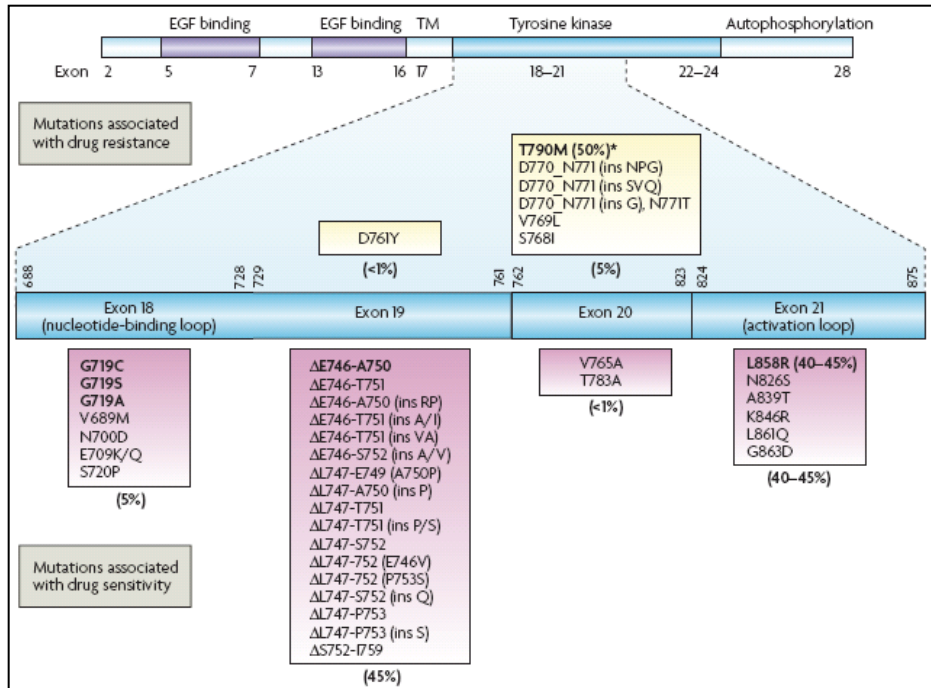 EGF binding EGF binding TM Tyrosine kinase Autophosphorylation
Exon 2 5 7 13 16 17 18–21 22–24 28
Mutations associated
with drug resistance
T790M (50%)*
D770_N771 (ins NPG)
D770_N771 (ins SVQ)
D770_N771 (ins G), N771T
V769L
S768I
(5%)
D761Y
(<1%)
688 728 729 761 762 823 824 875
Exon 18
(nucleotide-binding loop)
Exon 19
Exon 20
Exon 21
(activation loop)
G719C
G719S
G719A
V689M
N700D
E709K/Q
S720P
(5%)
ΔE746-A750
ΔE746-T751
ΔE746-A750 (ins RP)
ΔE746-T751 (ins A/I)
ΔE746-T751 (ins VA)
ΔE746-S752 (ins A/V)
ΔL747-E749 (A750P)
ΔL747-A750 (ins P)
ΔL747-T751
ΔL747-T751 (ins P/S)
ΔL747-S752
ΔL747-752 (E746V)
ΔL747-752 (P753S)
ΔL747-S752 (ins Q)
ΔL747-P753
ΔL747-P753 (ins S)
ΔS752-I759
(45%)
V765A
T783A
(<1%)
L858R (40–45%)
N826S
A839T
K846R
L861Q
G863D
(40–45%)
Mutations associated
with drug sensitivity